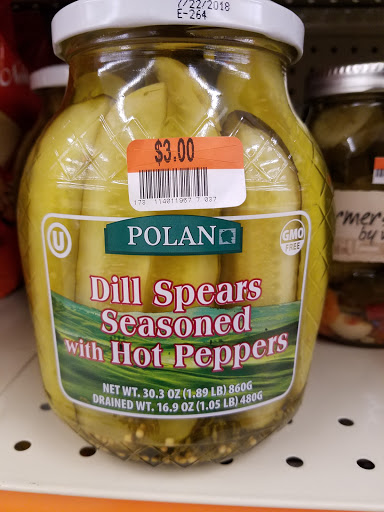 7/22/2018
E-264
$3.00
POLAN
U
GMO
FREE
Dill Spears
Seasoned
with Hot Peppers
NET WT. 30.3 OZ (1.89 LB) 860G
DRAINED WT. 16.9 OZ (1.05 LB) 480G
by